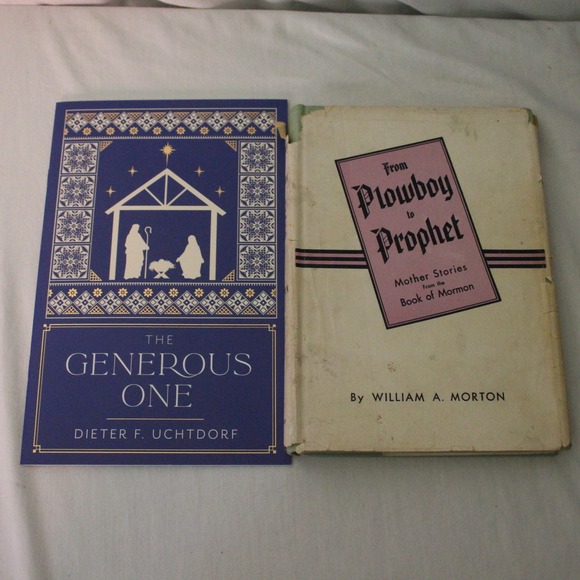 THE
GENEROUS
ONE
DIETER F. UCHTDORF
From
Plowboy
to
Prophet
Mother Stories
from the
Book of Mormon
By WILLIAM A. MORTON